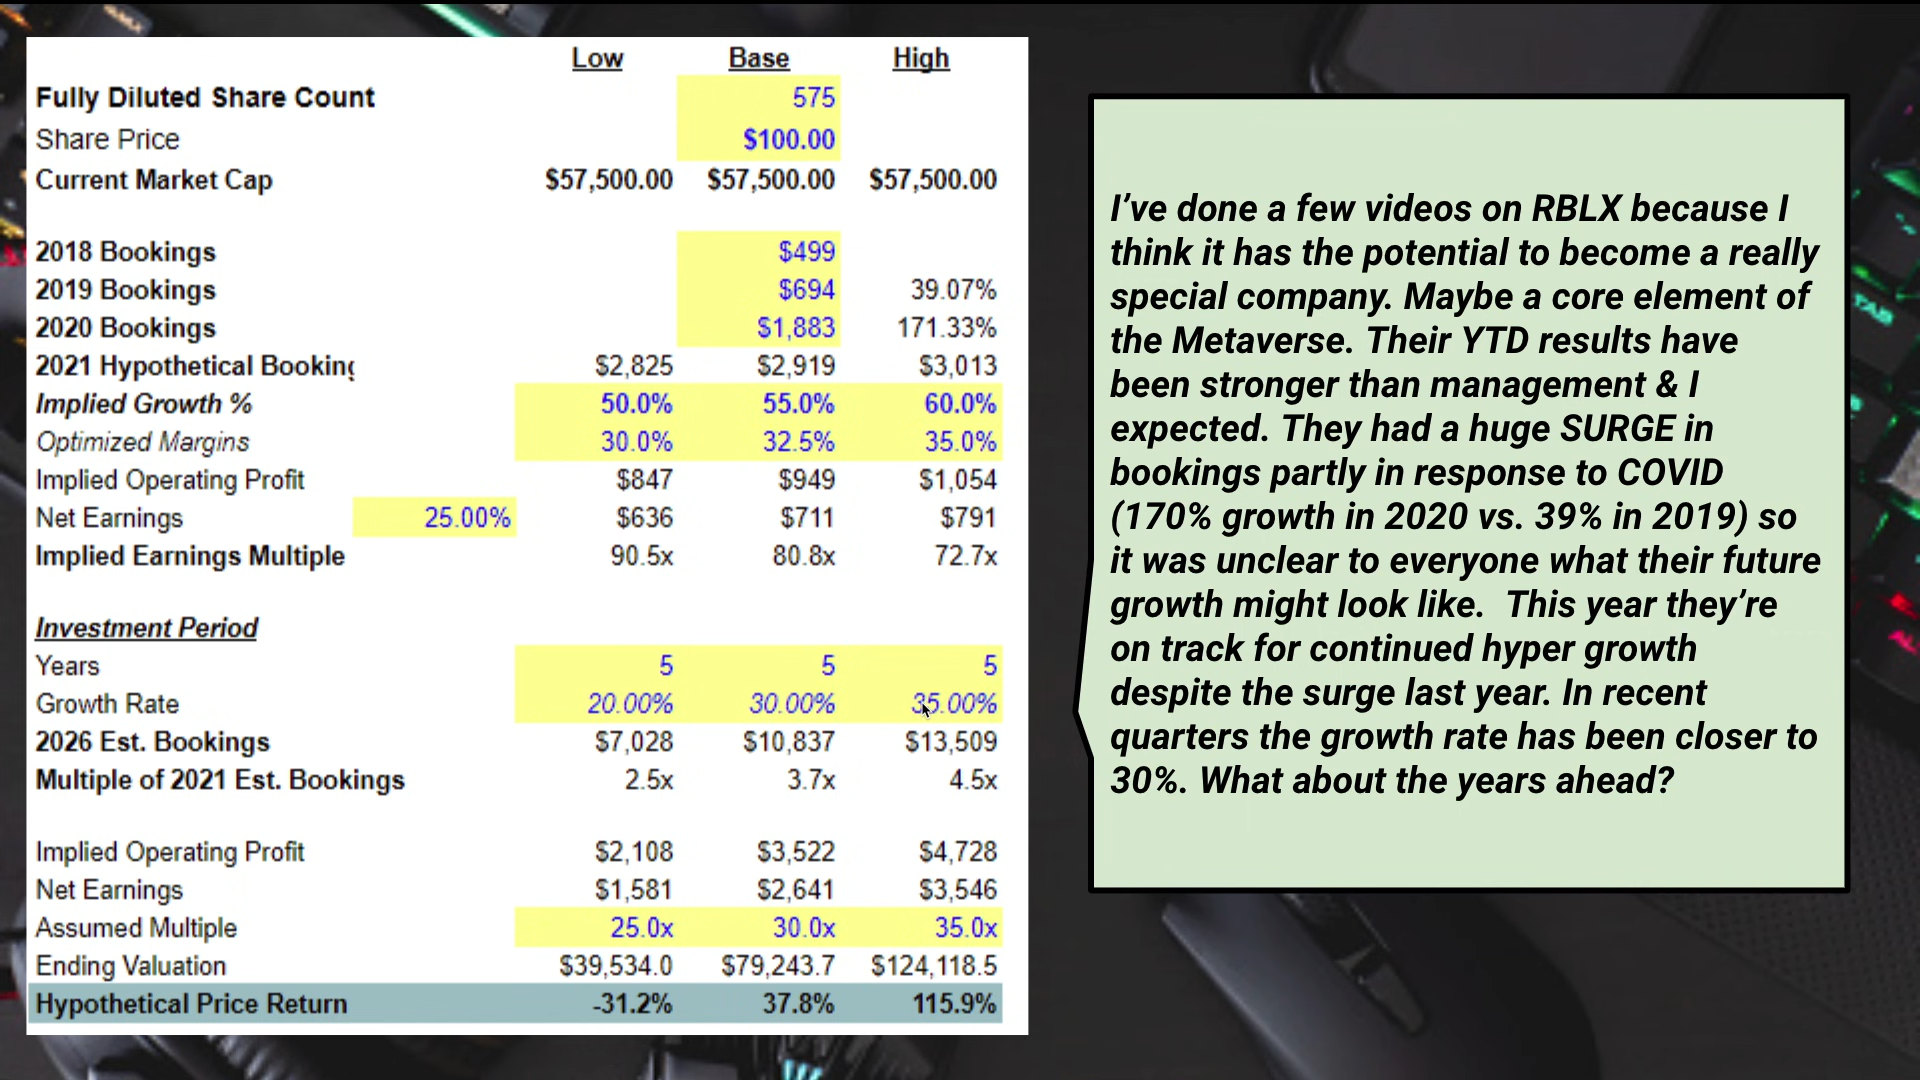 Low Base High
Fully Diluted Share Count 575
Share Price $100.00
Current Market Cap $57,500.00 $57,500.00 $57,500.00
2018 Bookings $499
2019 Bookings $694 39.07%
2020 Bookings $1,883 171.33%
2021 Hypothetical Booking $2,825 $2,919 $3,013
Implied Growth % 50.0% 55.0% 60.0%
Optimized Margins 30.0% 32.5% 35.0%
Implied Operating Profit $847 $949 $1,054
Net Earnings 25.00% $636 $711 $791
Implied Earnings Multiple 90.5x 80.8x 72.7x
Investment Period
Years 5 5 5
Growth Rate 20.00% 30.00% 35.00%
2026 Est. Bookings $7,028 $10,837 $13,509
Multiple of 2021 Est. Bookings 2.5x 3.7x 4.5x
Implied Operating Profit $2,108 $3,522 $4,728
Net Earnings $1,581 $2,641 $3,546
Assumed Multiple 25.0x 30.0x 35.0x
Ending Valuation $39,534.0 $79,243.7 $124,118.5
Hypothetical Price Return -31.2% 37.8% 115.9%
I've done a few videos on RBLX because I
think it has the potential to become a really
special company. Maybe a core element of
the Metaverse. Their YTD results have
been stronger than management & I
expected. They had a huge SURGE in
bookings partly in response to COVID
(170% growth in 2020 vs. 39% in 2019) so
it was unclear to everyone what their future
growth might look like. This year they're
on track for continued hyper growth
despite the surge last year. In recent
quarters the growth rate has been closer to
30%. What about the years ahead?
TAB